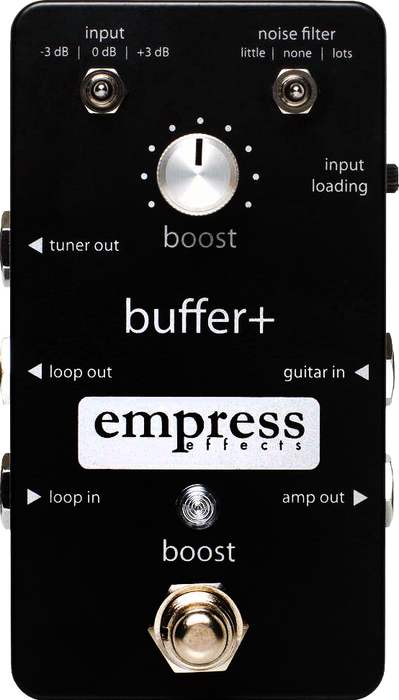 input
-3 dB | 0 dB | +3 dB
noise filter
little | none | lots
input
loading
boost
tuner out
buffer+
loop out
guitar in
empress
effects
loop in
amp out
boost